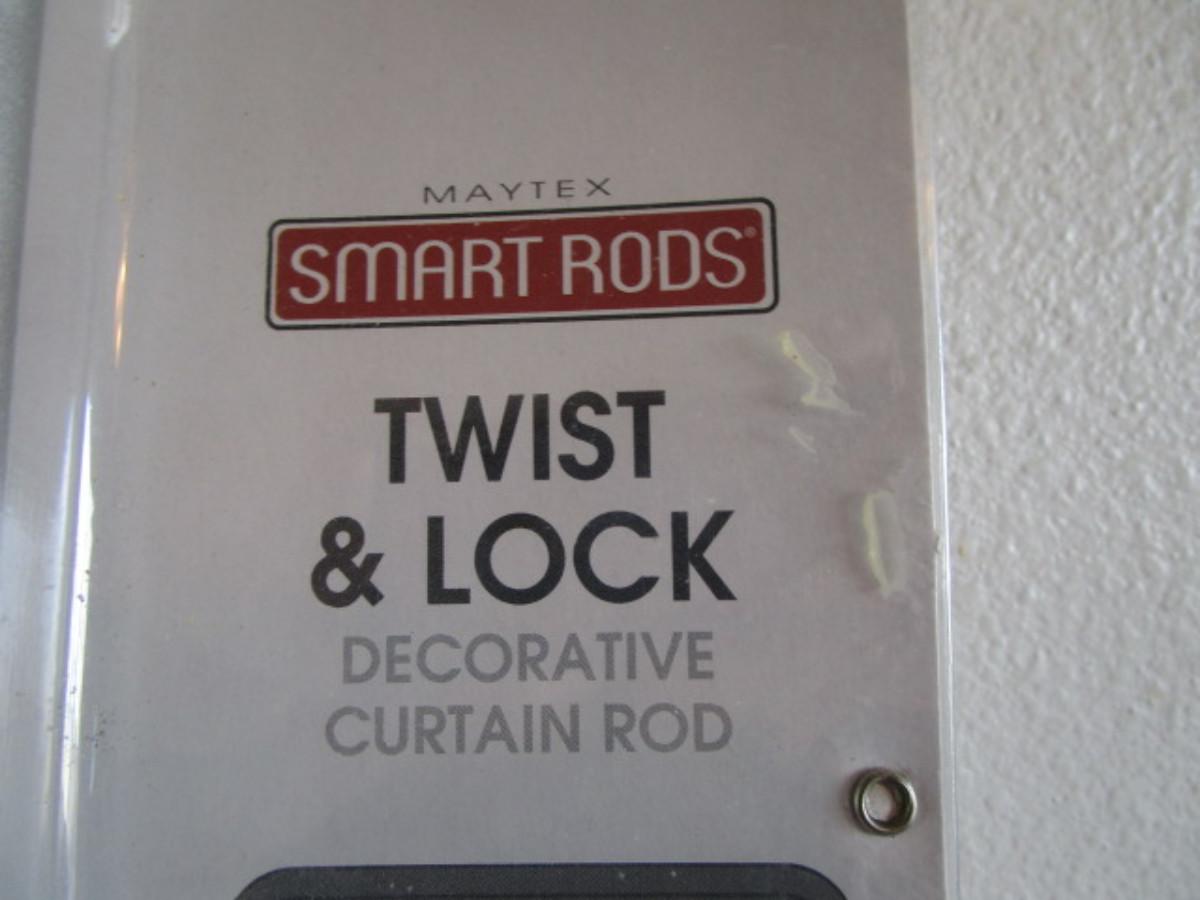 MAYTEX
SMART RODS®
TWIST
& LOCK
DECORATIVE
CURTAIN ROD